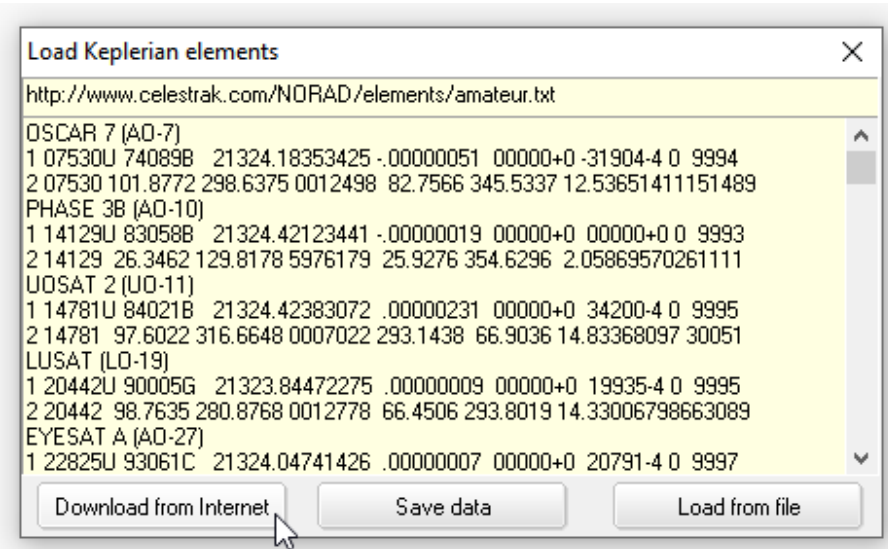 Load Keplerian elements
http://www.celestrak.com/NORAD/elements/amateur.txt
OSCAR 7 (AO-7)
1 07530U 74089B   21324.18353425 -.00000051  00000+0 -31904-4 0  9994
2 07530 101.8772 298.6375 0012498  82.7566 345.5337 12.53651411151489
PHASE 3B (AO-10)
1 14129U 83058B   21324.42123441 -.00000019  00000+0  00000+0 0  9993
2 14129  26.3462 129.8178 5976179  25.9276 354.6296  2.05869570261111
UOSAT 2 (UO-11)
1 14781U 84021B   21324.42383072  .00000231  00000+0  34200-4 0  9995
2 14781  97.6022 316.6648 0007022 293.1438  66.9036 14.83368097 30051
LUSAT (LO-19)
1 20442U 90005G   21323.84472275  .00000009  00000+0  19935-4 0  9995
2 20442  98.7635 280.8768 0012778  66.4506 293.8019 14.33006798663089
EYESAT A (AO-27)
1 22825U 93061C   21324.04741426  .00000007  00000+0  20791-4 0  9997
Download from Internet
Save data
Load from file